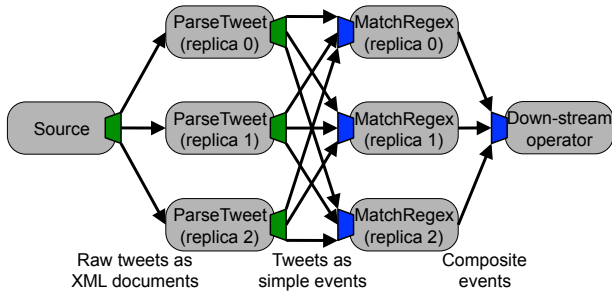 ParseTweet
(replica 0)
MatchRegex
(replica 0)
Source
ParseTweet
(replica 1)
MatchRegex
(replica 1)
Down-stream
operator
ParseTweet
(replica 2)
MatchRegex
(replica 2)
Raw tweets as
XML documents
Tweets as
simple events
Composite
events